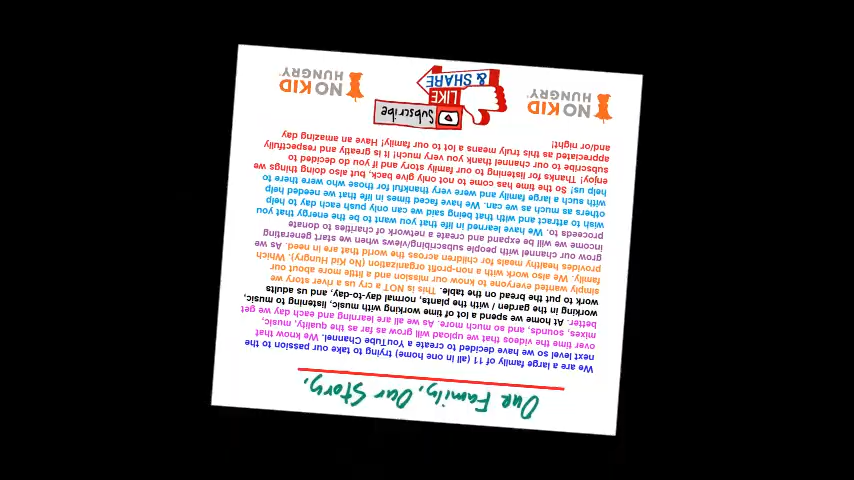 Our Family, Our Story,
We are a large family of 11 (all in one home) trying to take our passion to the
next level so we have decided to create a YouTube Channel. We know that
over time the videos that we upload will grow as far as the quality, music,
mixes, sounds, and so much more. As we all are learning and each day we get
better. At home we spend a lot of time working with music, listening to music,
working in the garden / with the plants, normal day-to-day, and us adults
work to put the bread on the table. This is NOT a cry us a river story we
simply wanted everyone to know our mission and a little more about our
family. We also work with a non-profit organization (No Kid Hungry). Which
provides healthy meals for children across the world that are in need. As we
grow our channel with people subscribing/views when we start generating
income we will be expand and create a network of charities to donate
proceeds to. We have learned in life that you want to be the energy that you
wish to attract and with that being said we can only push each day to help
others as much as we can. We have faced times in life that we needed help
with such a large family and were very thankful for those who were there to
help us! So the time has come to not only give back, but also doing things we
enjoy! Thanks for listening to our family story and if you do decided to
subscribe to our channel thank you very much! It is greatly and respectfully
appreciated as this truly means a lot to our family! Have an amazing day
and/or night!
Subscribe
LIKE
& SHARE
NO KID
HUNGRY
NO KID
HUNGRY